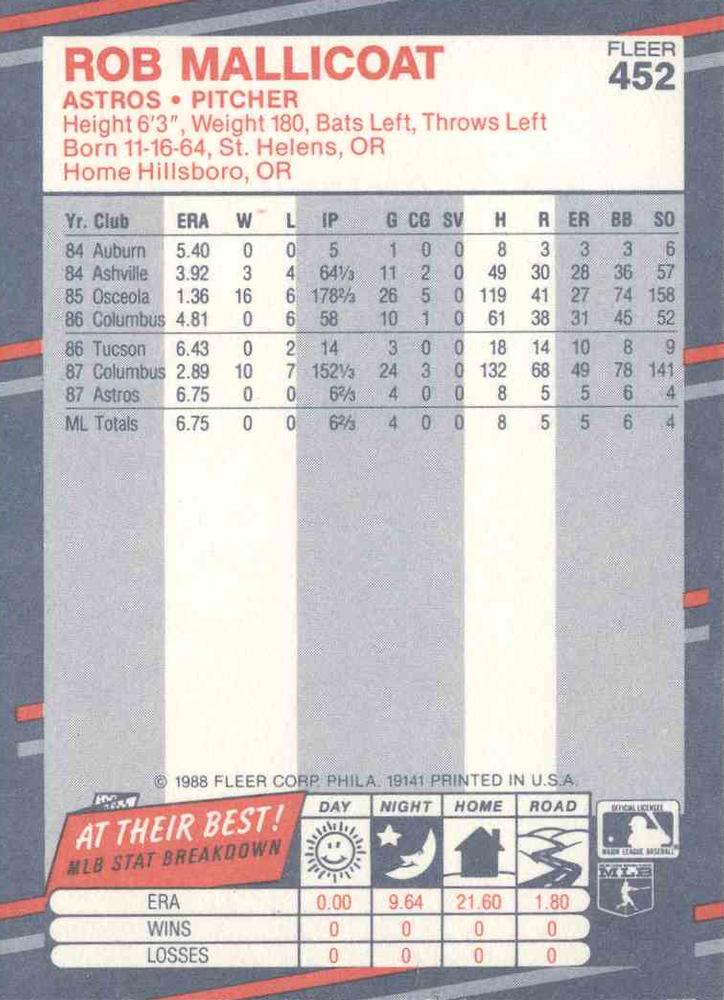 ROB MALLICOAT
FLEER
452
ASTROS • PITCHER
Height 6'3", Weight 180, Bats Left, Throws Left
Born 11-16-64, St. Helens, OR
Home Hillsboro, OR
Yr. Club ERA W L IP G CG SV H R ER BB SO
84 Auburn 5.40 0 0 5 1 0 0 8 3 3 3 6
84 Ashville 3.92 3 4 64⅓ 11 2 0 49 30 28 36 57
85 Osceola 1.36 16 6 178⅔ 26 5 0 119 41 27 74 158
86 Columbus 4.81 0 6 58 10 1 0 61 38 31 45 52
86 Tucson 6.43 0 2 14 3 0 0 18 14 10 8 9
87 Columbus 2.89 10 7 152⅓ 24 3 0 132 68 49 78 141
87 Astros 6.75 0 0 6⅔ 4 0 0 8 5 5 6 4
ML Totals 6.75 0 0 6⅔ 4 0 0 8 5 5 6 4
© 1988 FLEER CORP. PHILA. 19141 PRINTED IN U.S.A.
AT THEIR BEST!
MLB STAT BREAKDOWN
DAY NIGHT HOME ROAD
OFFICIAL LICENSEE
MAJOR LEAGUE BASEBALL
MLB
ERA 0.00 9.64 21.60 1.80
WINS 0 0 0 0
LOSSES 0 0 0 0